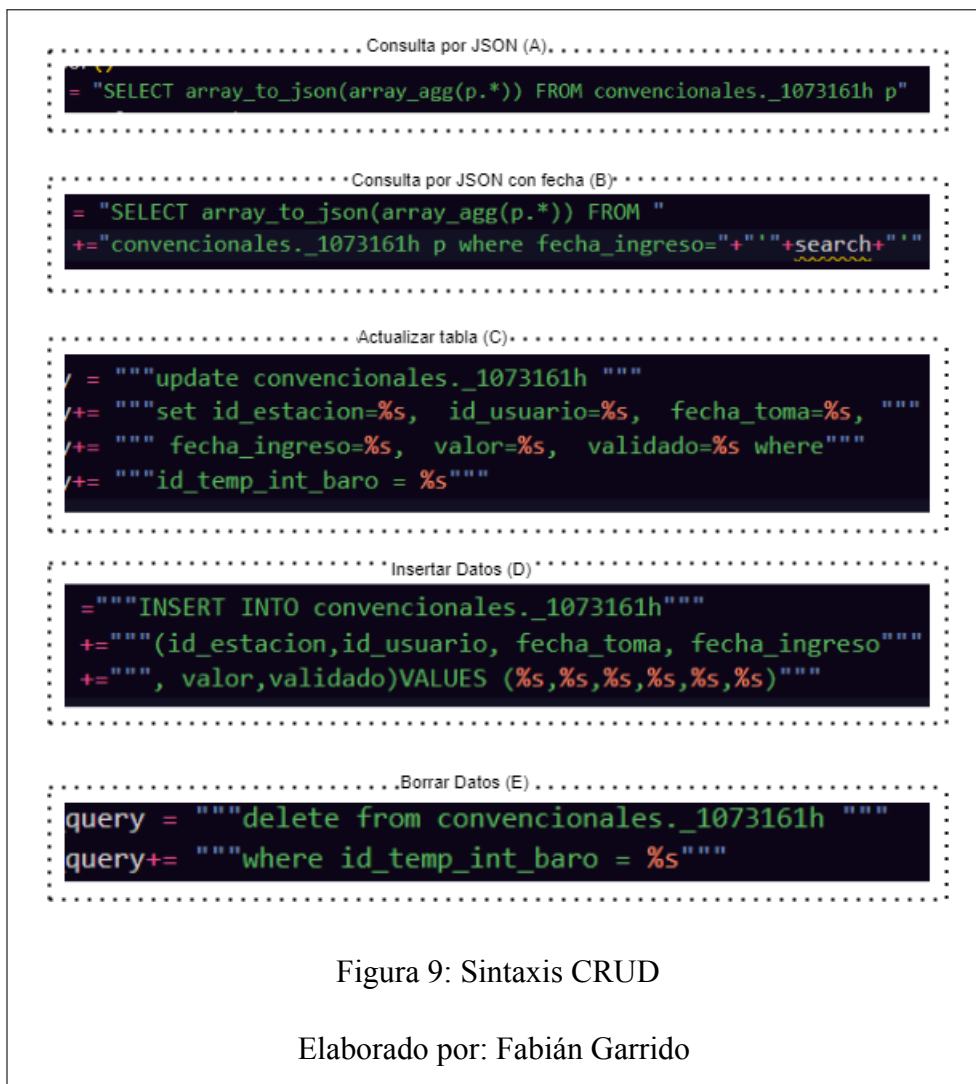 Consulta por JSON (A)
= "SELECT array_to_json(array_agg(p.*)) FROM convencionales._1073161h p"
Consulta por JSON con fecha (B)
= "SELECT array_to_json(array_agg(p.*)) FROM "
+="convencionales._1073161h p where fecha_ingreso="+"'"+search+"'"
Actualizar tabla (C)
y = """update convencionales._1073161h """
y+= """set id_estacion=%s,  id_usuario=%s,  fecha_toma=%s, """
y+= """ fecha_ingreso=%s,  valor=%s,  validado=%s where"""
y+= """id_temp_int_baro = %s"""
Insertar Datos (D)
="""INSERT INTO convencionales._1073161h"""
+="""(id_estacion,id_usuario, fecha_toma, fecha_ingreso"""
+=""", valor,validado)VALUES (%s,%s,%s,%s,%s,%s)"""
Borrar Datos (E)
query = """delete from convencionales._1073161h """
query+= """where id_temp_int_baro = %s"""
Figura 9: Sintaxis CRUD
Elaborado por: Fabián Garrido